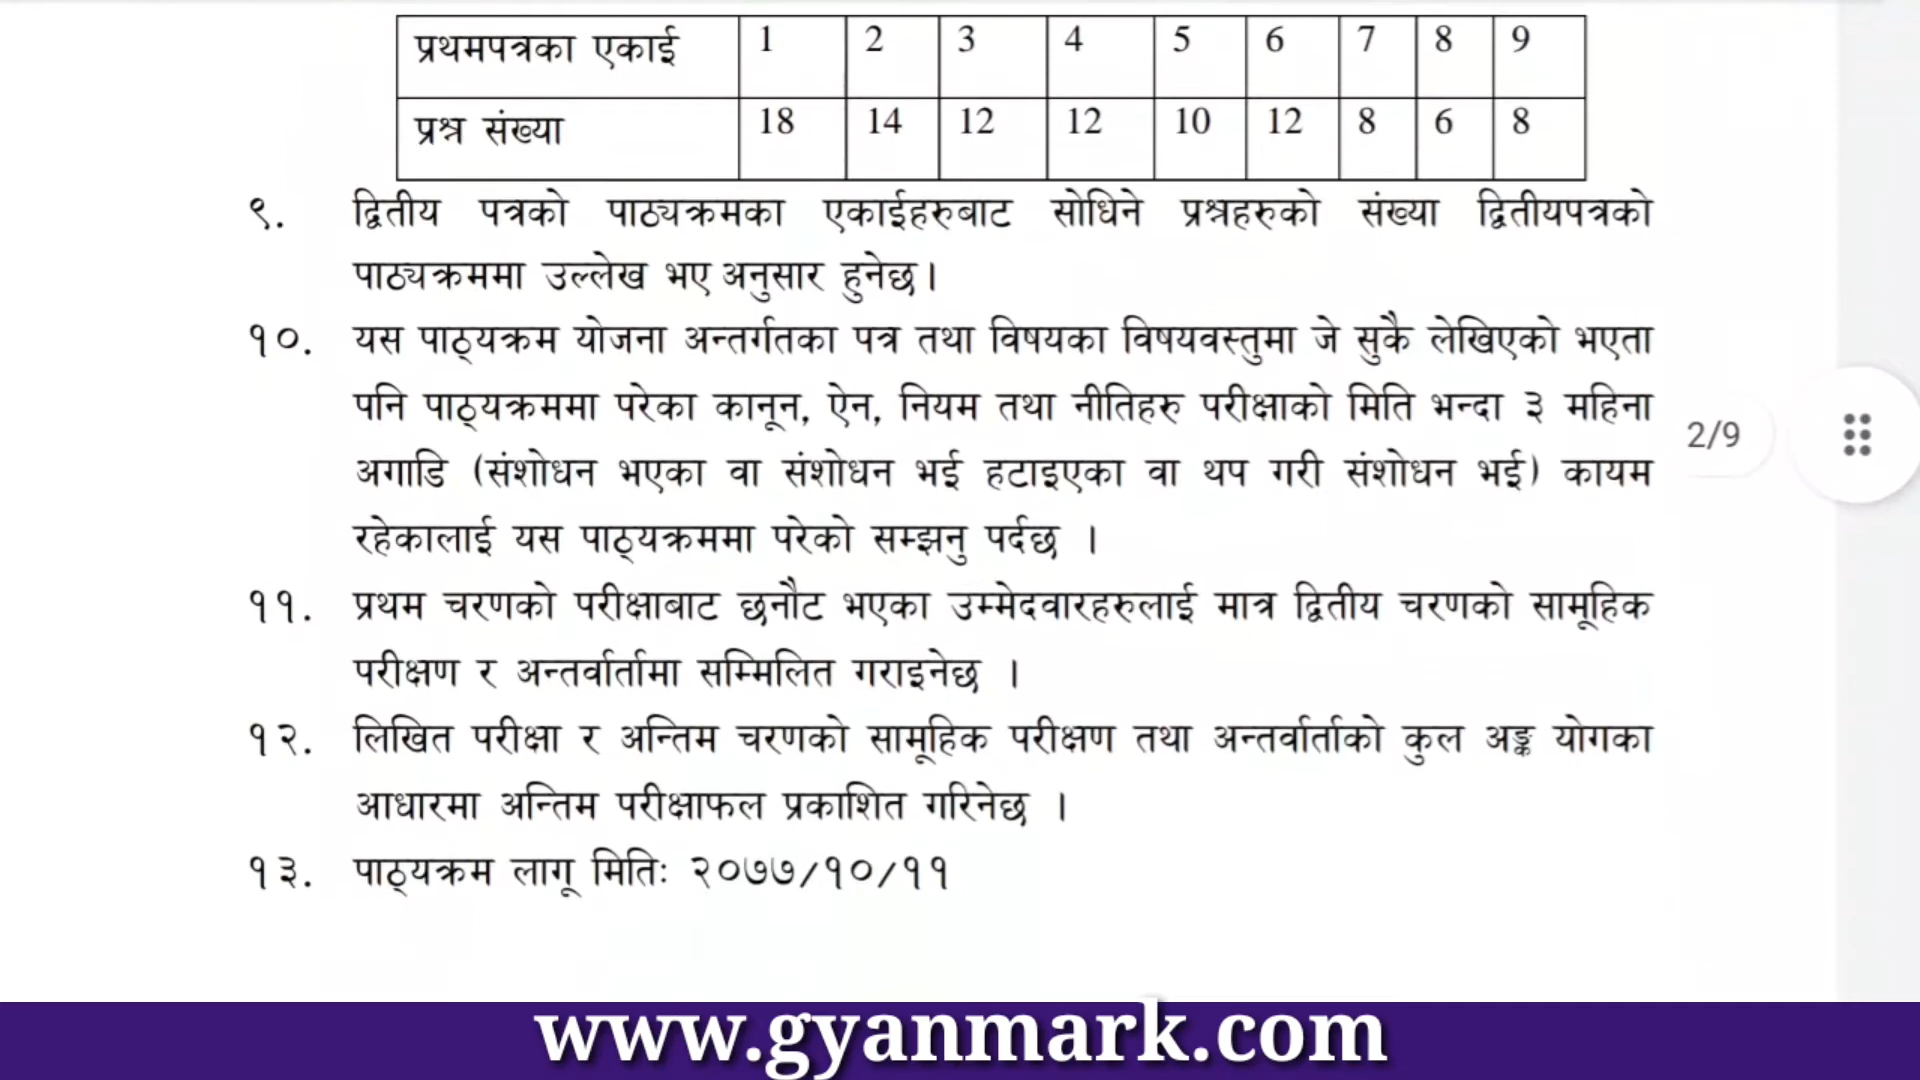 प्रथमपत्रका एकाई 1 2 3 4 5 6 7 8 9
प्रश्न संख्या 18 14 12 12 10 12 8 6 8
९. द्वितीय पत्रको पाठ्यक्रमका एकाईहरुबाट सोधिने प्रश्नहरुको संख्या द्वितीयपत्रको
पाठ्यक्रममा उल्लेख भए अनुसार हुनेछ।
१०. यस पाठ्यक्रम योजना अन्तर्गतका पत्र तथा विषयका विषयवस्तुमा जे सुकै लेखिएको भएता
पनि पाठ्यक्रममा परेका कानून, ऐन, नियम तथा नीतिहरु परीक्षाको मिति भन्दा ३ महिना
अगाडि (संशोधन भएका वा संशोधन भई हटाइएका वा थप गरी संशोधन भई) कायम
रहेकालाई यस पाठ्यक्रममा परेको सम्झनु पर्दछ ।
११. प्रथम चरणको परीक्षाबाट छनौट भएका उम्मेदवारहरुलाई मात्र द्वितीय चरणको सामूहिक
परीक्षण र अन्तर्वार्तामा सम्मिलित गराइनेछ ।
१२. लिखित परीक्षा र अन्तिम चरणको सामूहिक परीक्षण तथा अन्तर्वार्ताको कुल अङ्क योगका
आधारमा अन्तिम परीक्षाफल प्रकाशित गरिनेछ ।
१३. पाठ्यक्रम लागू मितिः २०७७/१०/११
2/9
www.gyanmark.com